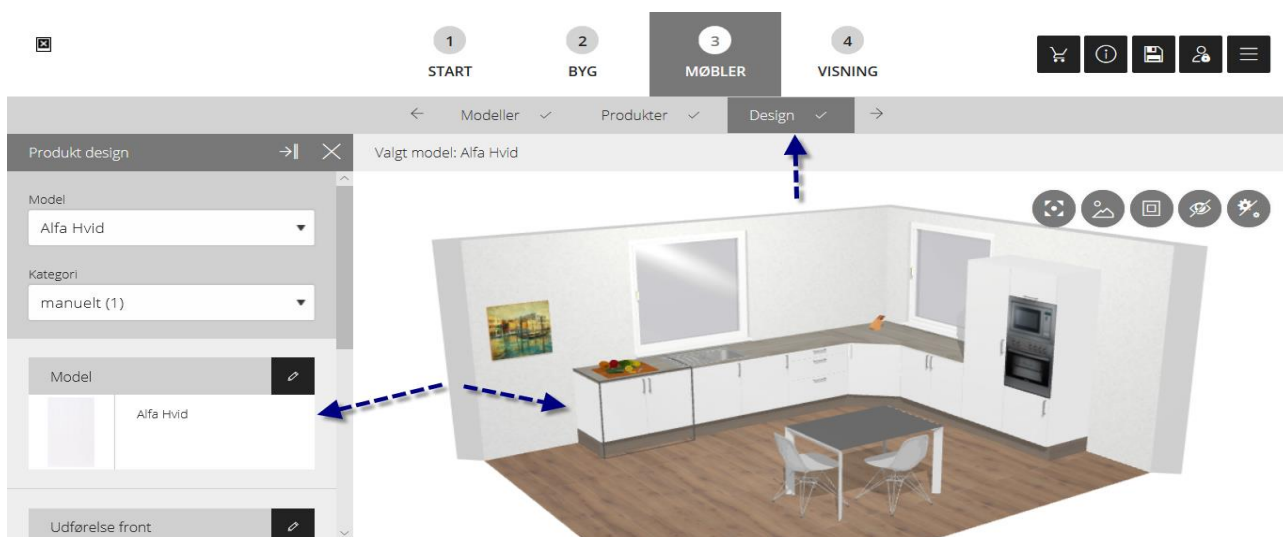 1 2 3 4
START BYG MØBLER VISNING
Modeller Produkter Design
Produkt design
Valgt model: Alfa Hvid
Model
Alfa Hvid
Kategori
manuelt (1)
Model
Alfa Hvid
Udførelse front